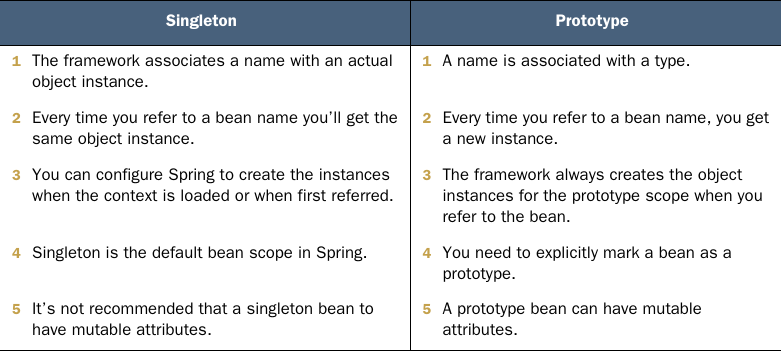 Singleton
Prototype
1 The framework associates a name with an actual
object instance.
1 A name is associated with a type.
2 Every time you refer to a bean name you’ll get the
same object instance.
2 Every time you refer to a bean name, you get
a new instance.
3 You can configure Spring to create the instances
when the context is loaded or when first referred.
3 The framework always creates the object
instances for the prototype scope when you
refer to the bean.
4 Singleton is the default bean scope in Spring.
4 You need to explicitly mark a bean as a
prototype.
5 It’s not recommended that a singleton bean to
have mutable attributes.
5 A prototype bean can have mutable
attributes.